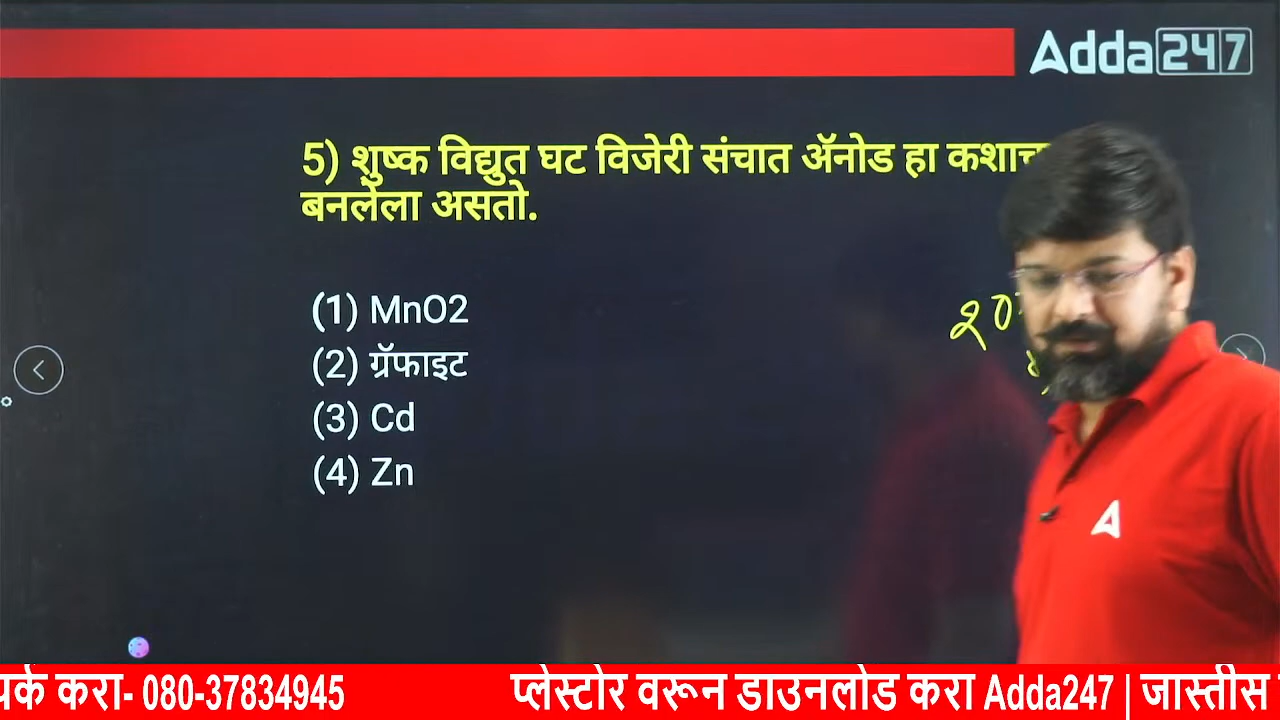 Adda247
5) शुष्क विद्युत घट विजेरी संचात ॲनोड हा
बनलेला असतो.
(1) MnO2
(2) ग्रॅफाइट
(3) Cd
(4) Zn
करा- 080-37834945 प्लेस्टोर वरून डाउनलोड करा Adda247 | जास्तीस